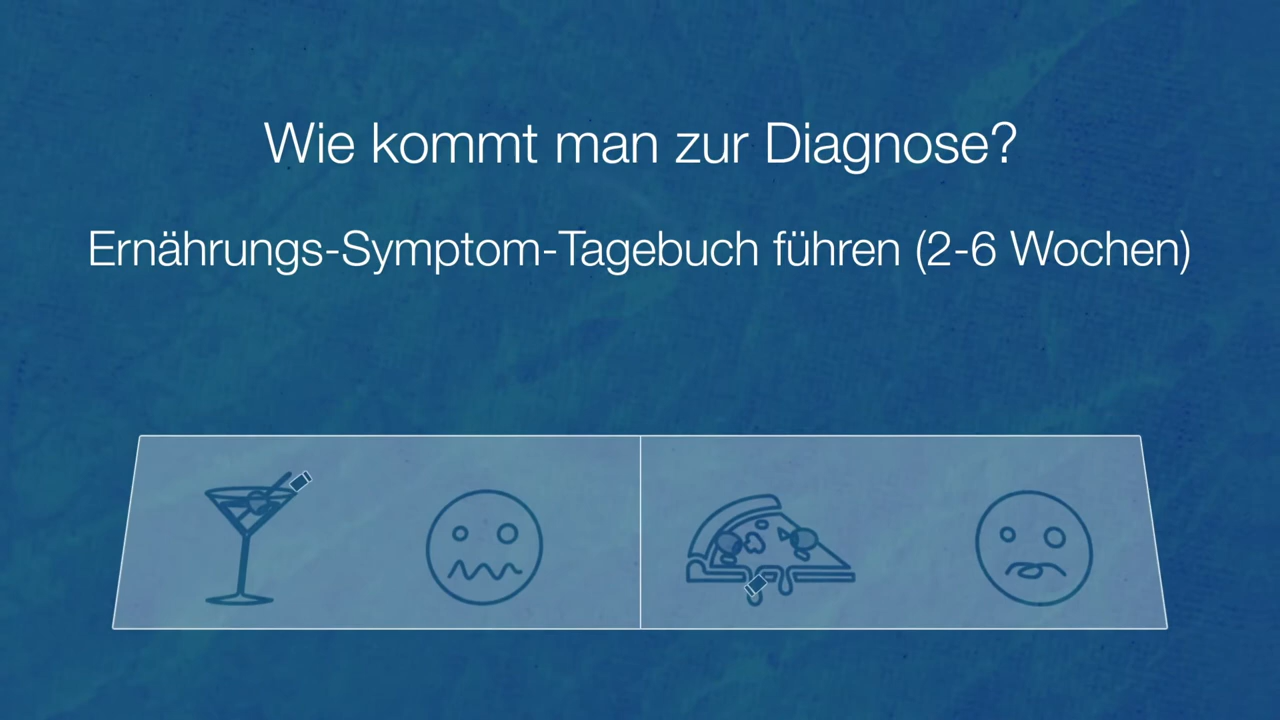 Wie kommt man zur Diagnose?
Ernährungs-Symptom-Tagebuch führen (2-6 Wochen)